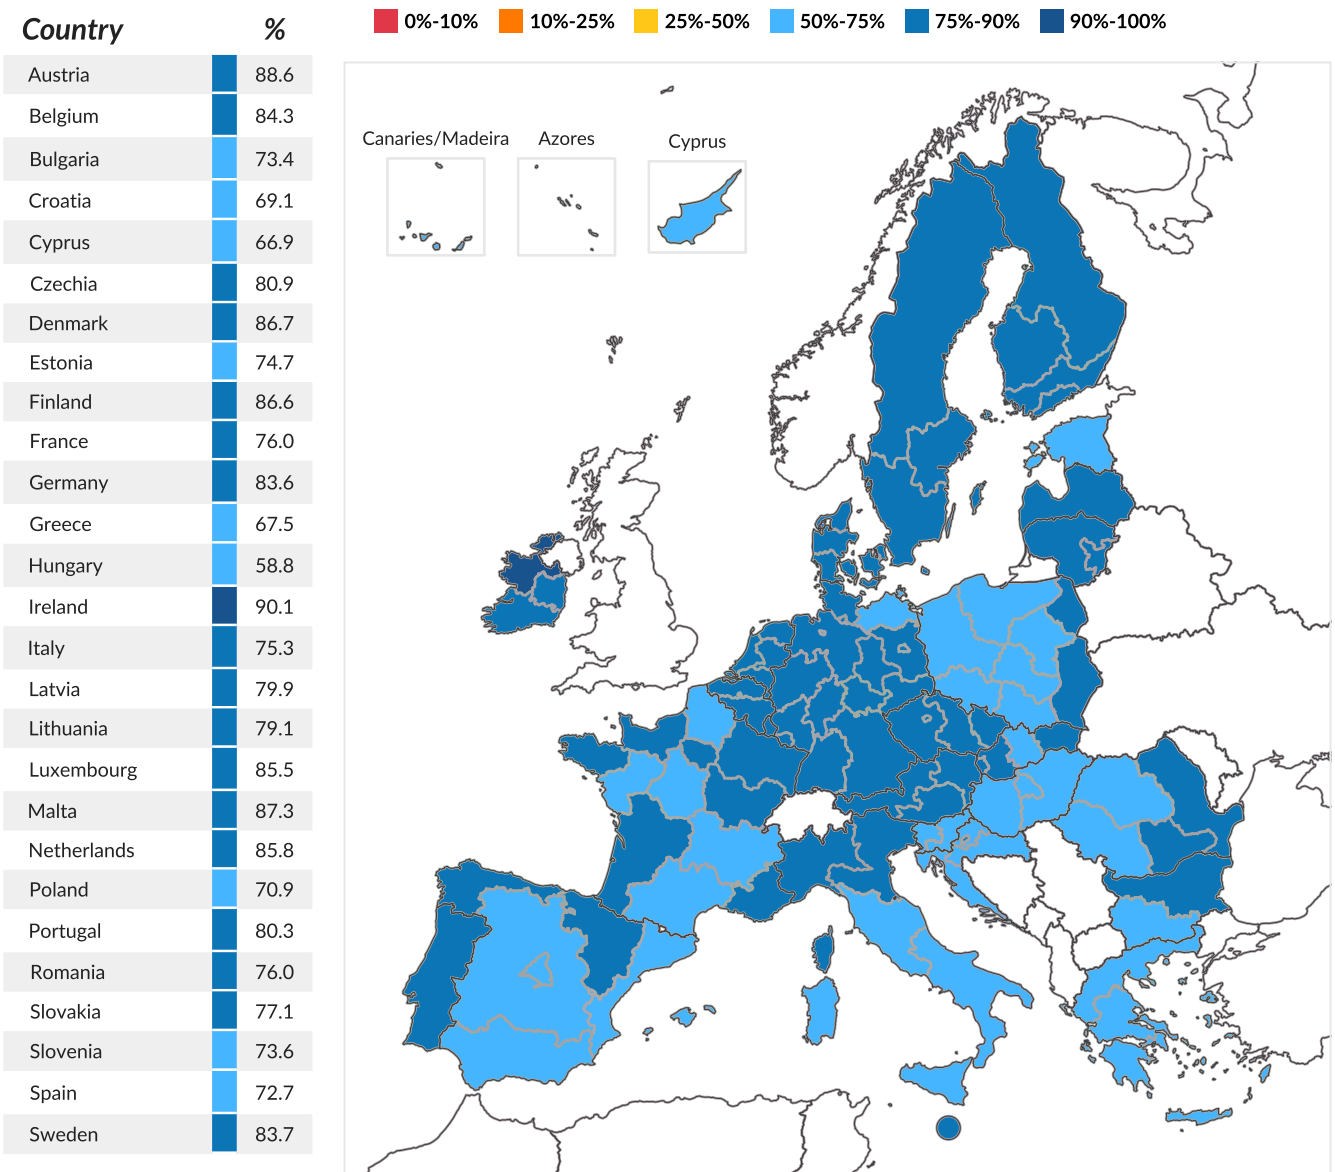 Country %
0%-10% 10%-25% 25%-50% 50%-75% 75%-90% 90%-100%
Austria 88.6
Belgium 84.3
Bulgaria 73.4
Croatia 69.1
Cyprus 66.9
Czechia 80.9
Denmark 86.7
Estonia 74.7
Finland 86.6
France 76.0
Germany 83.6
Greece 67.5
Hungary 58.8
Ireland 90.1
Italy 75.3
Latvia 79.9
Lithuania 79.1
Luxembourg 85.5
Malta 87.3
Netherlands 85.8
Poland 70.9
Portugal 80.3
Romania 76.0
Slovakia 77.1
Slovenia 73.6
Spain 72.7
Sweden 83.7
Canaries/Madeira Azores Cyprus